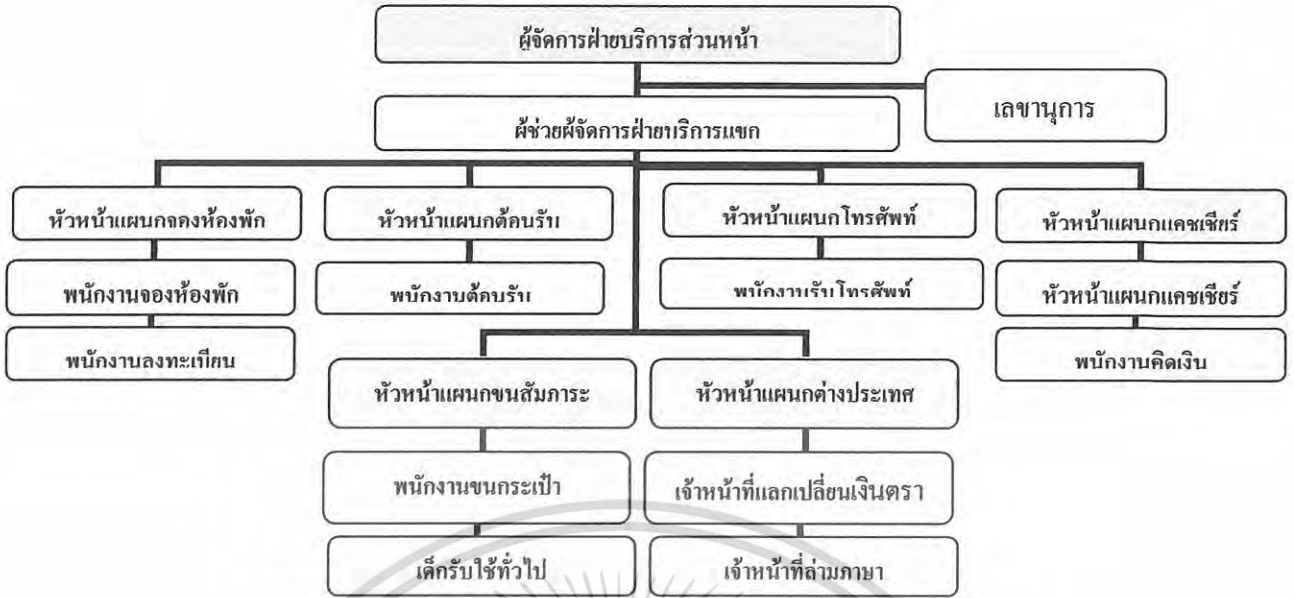 ผู้จัดการฝ่ายบริการส่วนหน้า
เลขานุการ
ผู้ช่วยผู้จัดการฝ่ายบริการแขก
หัวหน้าแผนกจองห้องพัก
หัวหน้าแผนกต้อนรับ
หัวหน้าแผนกโทรศัพท์
หัวหน้าแผนกแคชเชียร์
พนักงานจองห้องพัก
พนักงานต้อนรับ
พนักงานรับโทรศัพท์
หัวหน้าแผนกแคชเชียร์
พนักงานลงทะเบียน
พนักงานคิดเงิน
หัวหน้าแผนกขนสัมภาระ
หัวหน้าแผนกต่างประเทศ
พนักงานขนกระเป๋า
เจ้าหน้าที่แลกเปลี่ยนเงินตรา
เด็กรับใช้ทั่วไป
เจ้าหน้าที่ล่ามภาษา